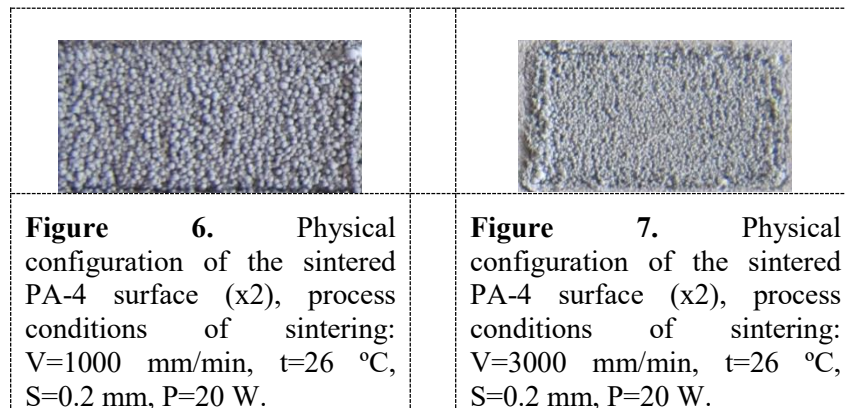 Figure 6. Physical
configuration of the sintered
PA-4 surface (x2), process
conditions of sintering:
V=1000 mm/min, t=26 ºC,
S=0.2 mm, P=20 W.
Figure 7. Physical
configuration of the sintered
PA-4 surface (x2), process
conditions of sintering:
V=3000 mm/min, t=26 ºC,
S=0.2 mm, P=20 W.